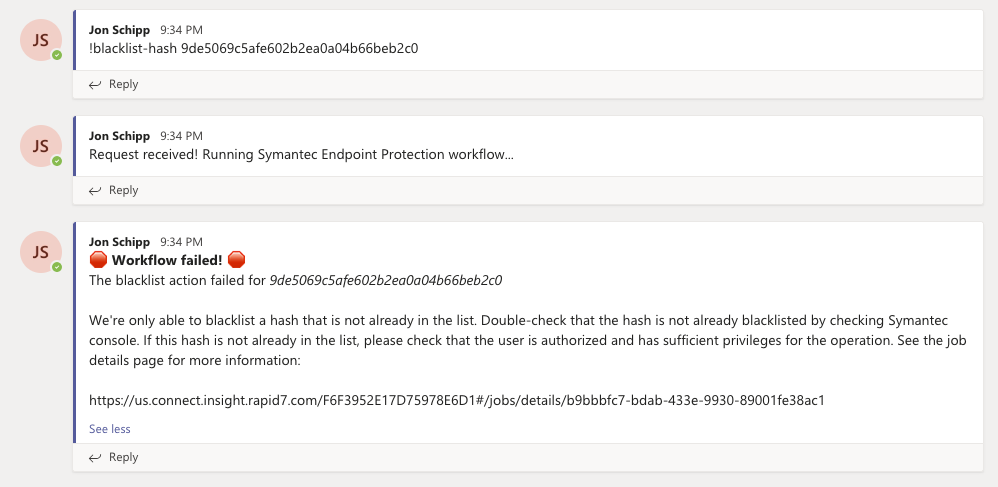 JS
Jon Schipp 9:34 PM
!blacklist-hash 9de5069c5afe602b2ea0a04b66beb2c0
Reply
JS
Jon Schipp 9:34 PM
Request received! Running Symantec Endpoint Protection workflow...
Reply
JS
Jon Schipp 9:34 PM
🛑 Workflow failed! 🛑
The blacklist action failed for 9de5069c5afe602b2ea0a04b66beb2c0
We're only able to blacklist a hash that is not already in the list. Double-check that the hash is not already blacklisted by checking Symantec
console. If this hash is not already in the list, please check that the user is authorized and has sufficient privileges for the operation. See the job
details page for more information:
https://us.connect.insight.rapid7.com/F6F3952E17D75978E6D1#/jobs/details/b9bbbfc7-bdab-433e-9930-89001fe38ac1
See less
Reply